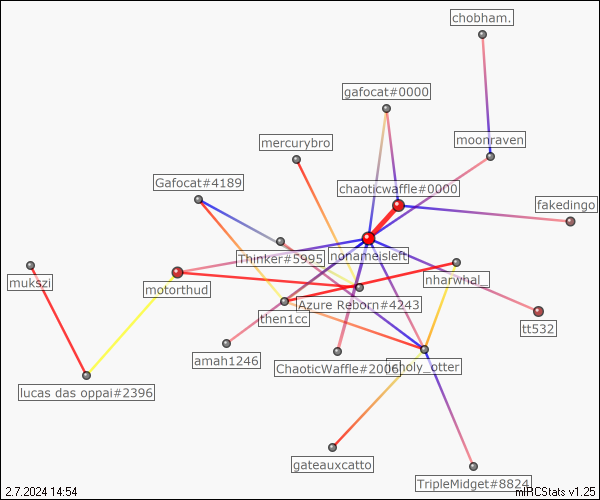 chobham.
gafocat#0000
mercurybro
moonraven
Gafocat#4189
chaoticwaffle#0000
fakedingo
Thinker#5995
nonameisleft
mukszi
motorthud
nharwhal_
Azure Reborn#4243
then1cc
tt532
amah1246
ChaoticWaffle#2006
holy_otter
lucas das oppai#2396
gateauxcatto
TripleMidget#8824
2.7.2024 14:54
mIRCStats v1.25